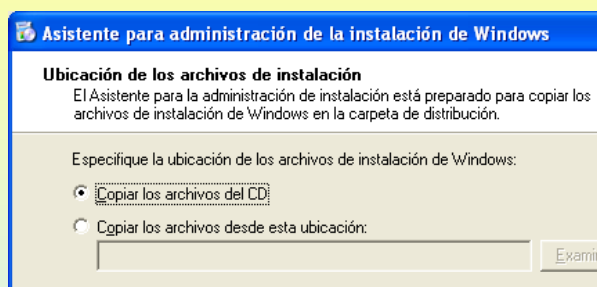 Asistente para administración de la instalación de Windows
Ubicación de los archivos de instalación
El Asistente para la administración de instalación está preparado para copiar los
archivos de instalación de Windows en la carpeta de distribución.
Especifique la ubicación de los archivos de instalación de Windows:
Copiar los archivos del CD
Copiar los archivos desde esta ubicación: